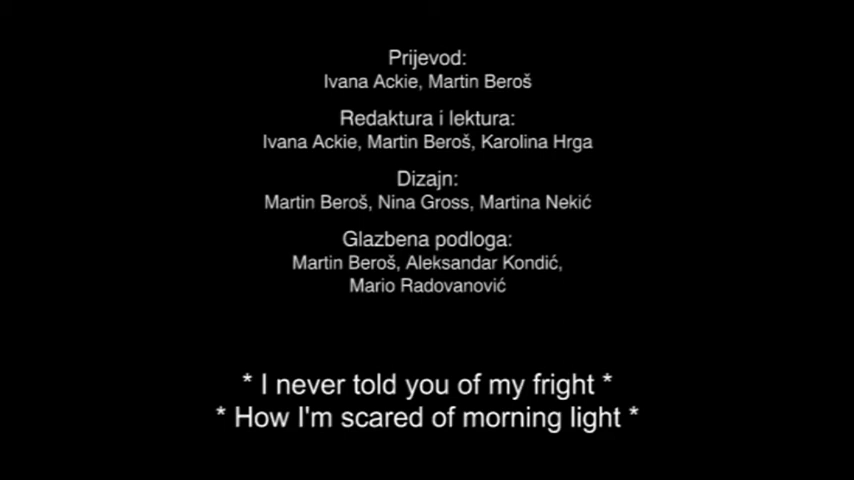 Prijevod:
Ivana Ackie, Martin Beroš
Redaktura i lektura:
Ivana Ackie, Martin Beroš, Karolina Hrga
Dizajn:
Martin Beroš, Nina Gross, Martina Nekić
Glazbena podloga:
Martin Beroš, Aleksandar Kondić,
Mario Radovanović
* I never told you of my fright *
* How I'm scared of morning light *